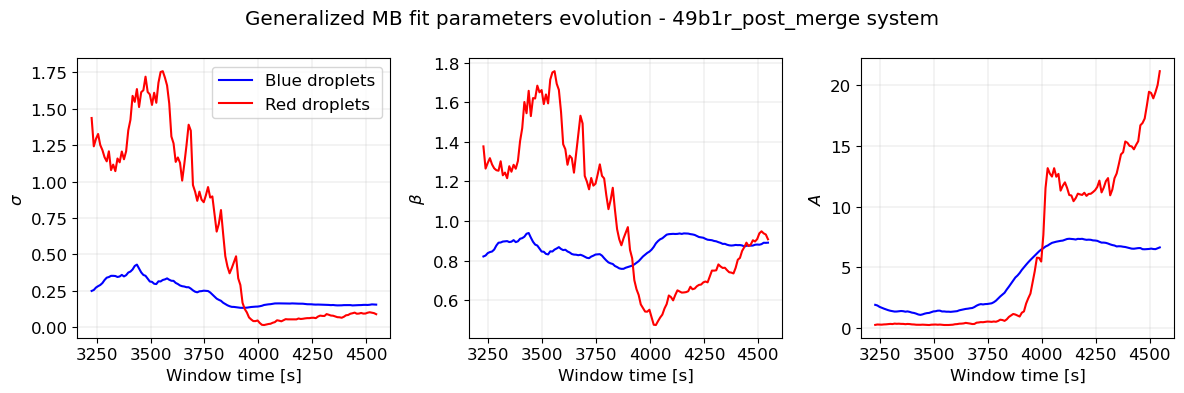 Generalized MB fit parameters evolution - 49b1r_post_merge system
σ
1.75
1.50
1.25
1.00
0.75
0.50
0.25
0.00
Blue droplets
Red droplets
3250 3500 3750 4000 4250 4500
Window time [s]
β
1.8
1.6
1.4
1.2
1.0
0.8
0.6
3250 3500 3750 4000 4250 4500
Window time [s]
A
20
15
10
5
0
3250 3500 3750 4000 4250 4500
Window time [s]